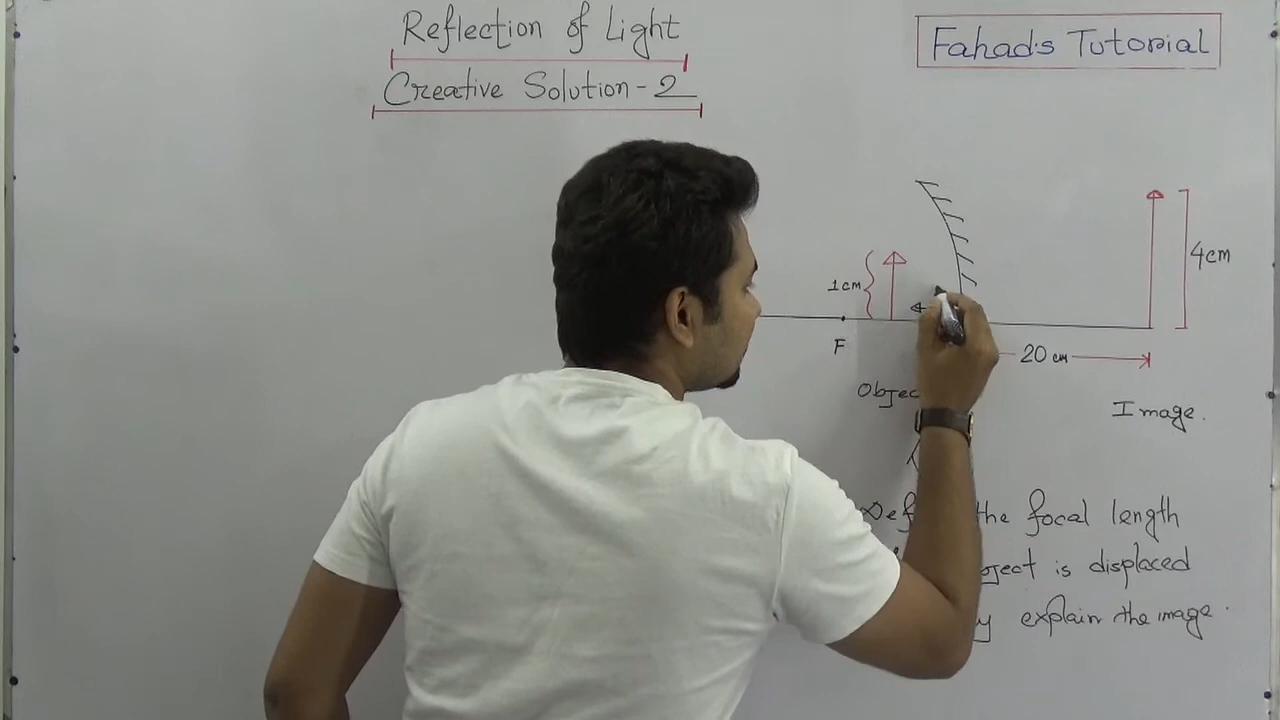 Reflection of Light
Creative Solution-2
Fahad's Tutorial
4cm
1cm
F
20 cm
Image.
the focal length
is displaced
explain the image.